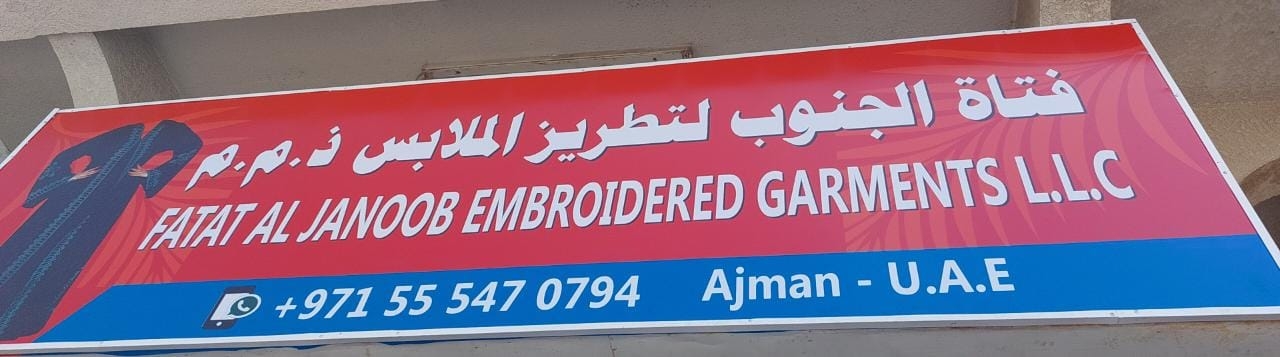 فتاة الجنوب لتطريز الملابس ذ.م.م
FATAT AL JANOOB EMBROIDERED GARMENTS L.L.C
+971 55 547 0794 Ajman - U.A.E